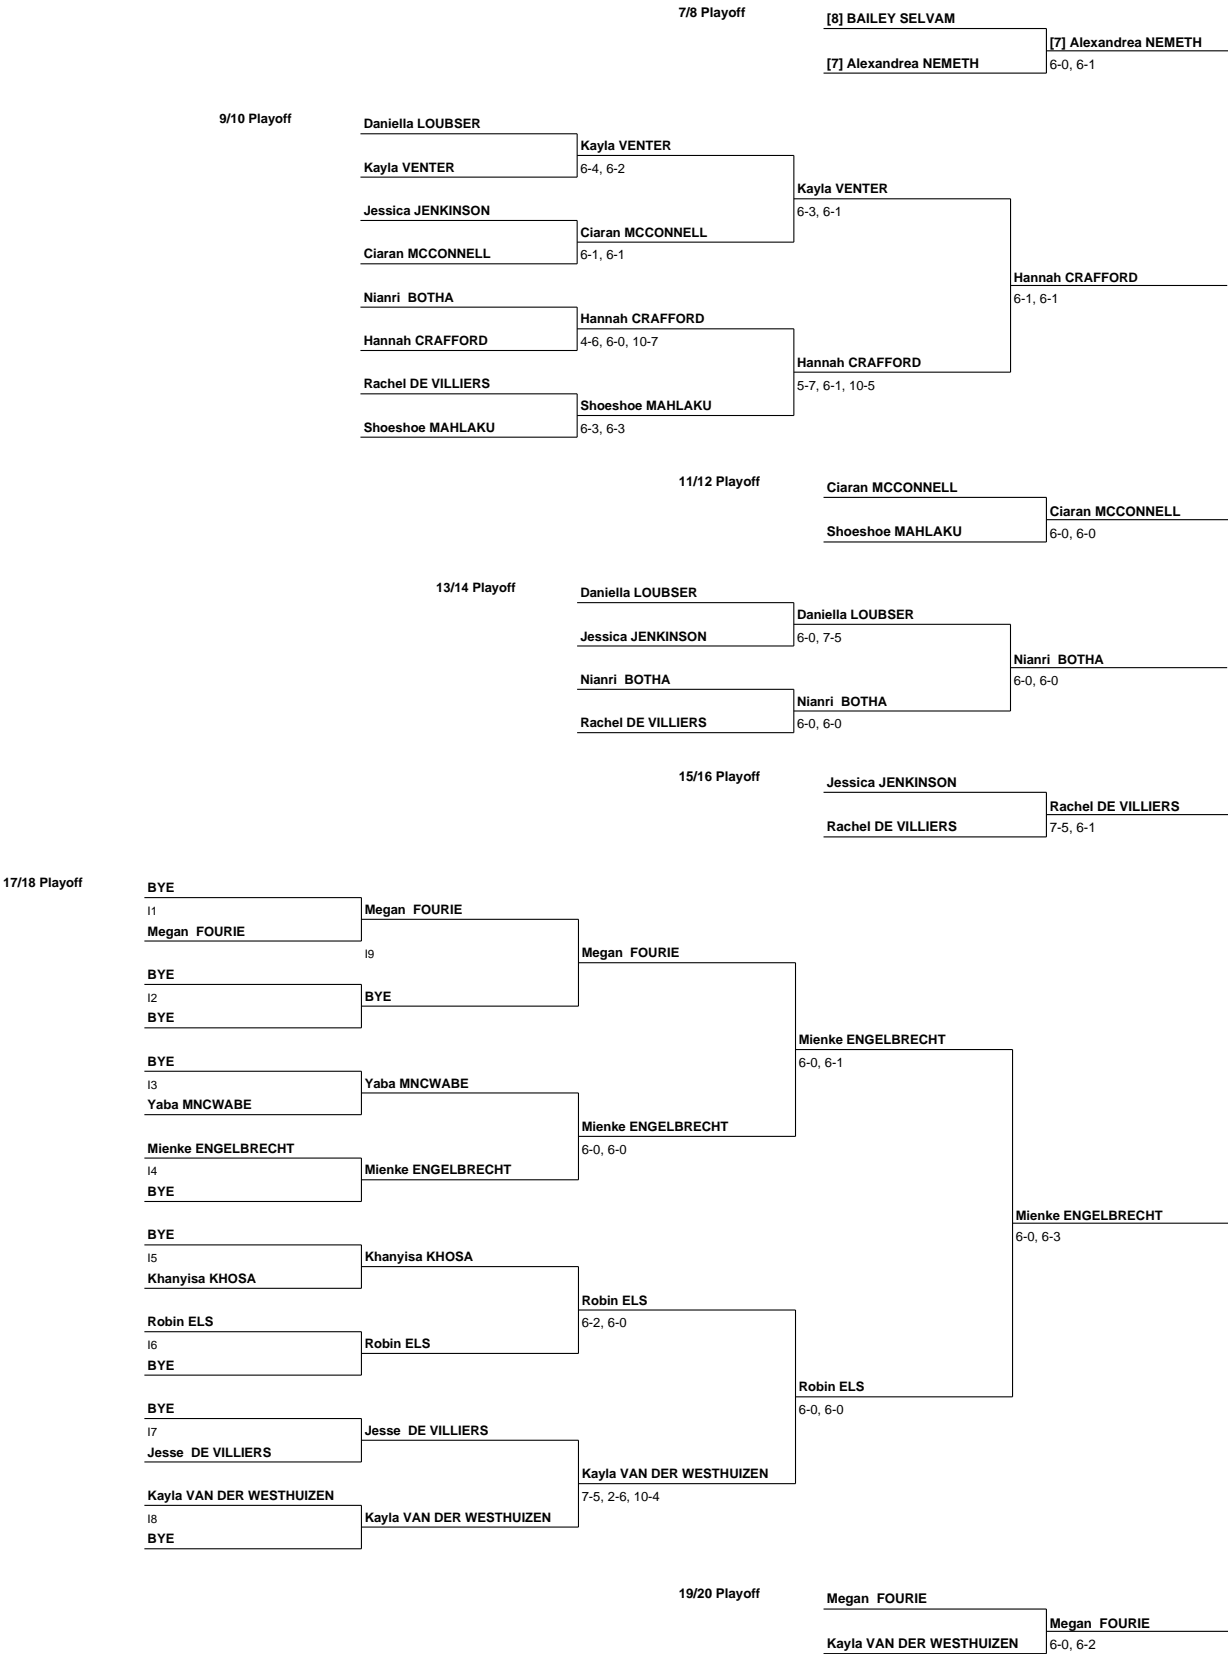 7/8 Playoff
[8] BAILEY SELVAM
[7] Alexandrea NEMETH
[7] Alexandrea NEMETH
6-0, 6-1
9/10 Playoff
Daniella LOUBSER
Kayla VENTER
Kayla VENTER
6-4, 6-2
Kayla VENTER
6-3, 6-1
Jessica JENKINSON
Ciaran MCCONNELL
Ciaran MCCONNELL
6-1, 6-1
Hannah CRAFFORD
6-1, 6-1
Nianri BOTHA
Hannah CRAFFORD
Hannah CRAFFORD
4-6, 6-0, 10-7
Hannah CRAFFORD
5-7, 6-1, 10-5
Rachel DE VILLIERS
Shoeshoe MAHLAKU
Shoeshoe MAHLAKU
6-3, 6-3
11/12 Playoff
Ciaran MCCONNELL
Ciaran MCCONNELL
Shoeshoe MAHLAKU
6-0, 6-0
13/14 Playoff
Daniella LOUBSER
Daniella LOUBSER
Jessica JENKINSON
6-0, 7-5
Nianri BOTHA
6-0, 6-0
Nianri BOTHA
Nianri BOTHA
Rachel DE VILLIERS
6-0, 6-0
15/16 Playoff
Jessica JENKINSON
Rachel DE VILLIERS
Rachel DE VILLIERS
7-5, 6-1
17/18 Playoff
BYE
I1
Megan FOURIE
Megan FOURIE
I9
Megan FOURIE
BYE
I2
BYE
BYE
Mienke ENGELBRECHT
6-0, 6-1
BYE
I3
Yaba MNCWABE
Yaba MNCWABE
Mienke ENGELBRECHT
6-0, 6-0
Mienke ENGELBRECHT
I4
Mienke ENGELBRECHT
BYE
Mienke ENGELBRECHT
6-0, 6-3
BYE
I5
Khanyisa KHOSA
Khanyisa KHOSA
Robin ELS
6-2, 6-0
Robin ELS
I6
Robin ELS
BYE
Robin ELS
6-0, 6-0
BYE
I7
Jesse DE VILLIERS
Jesse DE VILLIERS
Kayla VAN DER WESTHUIZEN
7-5, 2-6, 10-4
Kayla VAN DER WESTHUIZEN
I8
Kayla VAN DER WESTHUIZEN
BYE
19/20 Playoff
Megan FOURIE
Megan FOURIE
Kayla VAN DER WESTHUIZEN
6-0, 6-2